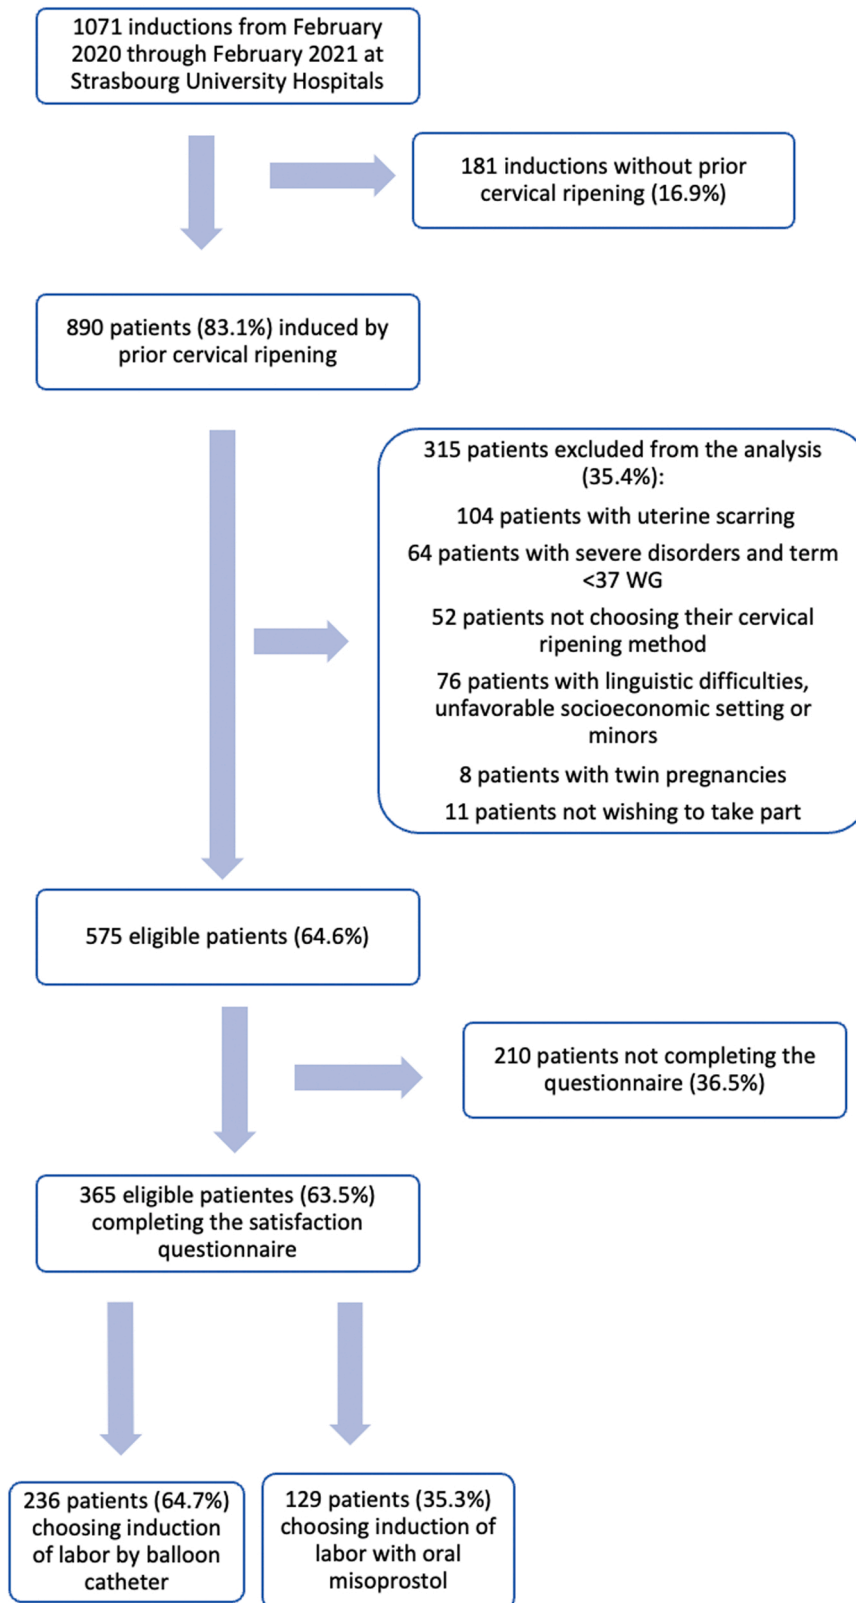 1071 inductions from February
2020 through February 2021 at
Strasbourg University Hospitals
181 inductions without prior
cervical ripening (16.9%)
890 patients (83.1%) induced by
prior cervical ripening
315 patients excluded from the analysis
(35.4%):
104 patients with uterine scarring
64 patients with severe disorders and term
<37 WG
52 patients not choosing their cervical
ripening method
76 patients with linguistic difficulties,
unfavorable socioeconomic setting or
minors
8 patients with twin pregnancies
11 patients not wishing to take part
575 eligible patients (64.6%)
210 patients not completing the
questionnaire (36.5%)
365 eligible patientes (63.5%)
completing the satisfaction
questionnaire
236 patients (64.7%)
choosing induction
of labor by balloon
catheter
129 patients (35.3%)
choosing induction of
labor with oral
misoprostol